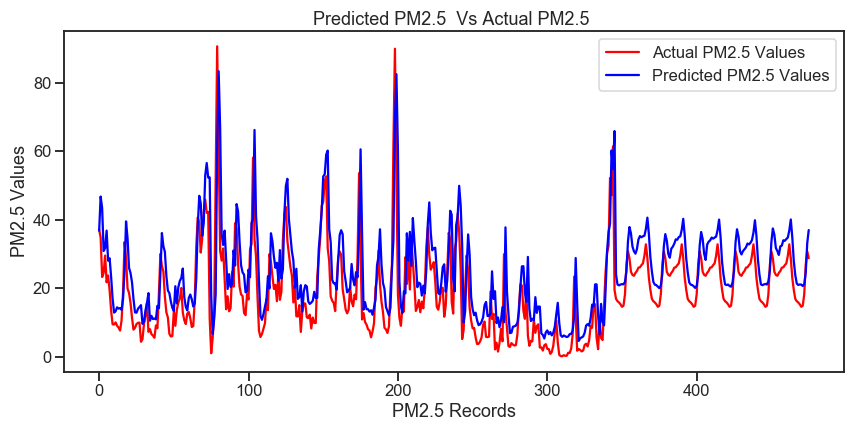 Predicted PM2.5  Vs Actual PM2.5
Actual PM2.5 Values
Predicted PM2.5 Values
PM2.5 Values
80
60
40
20
0
0 100 200 300 400
PM2.5 Records